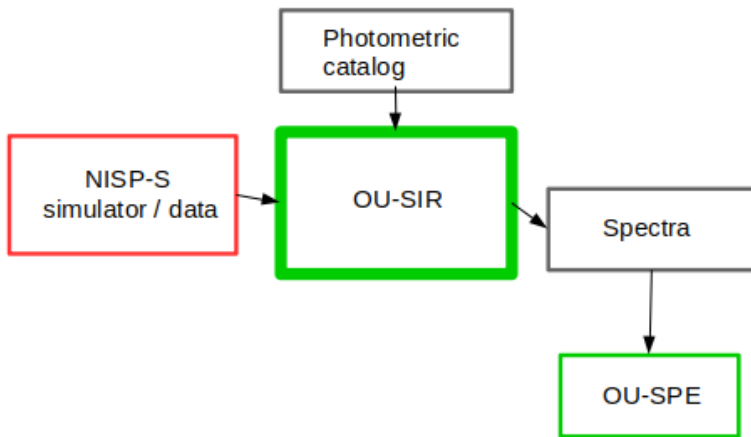 Photometric
catalog
NISP-S
simulator / data
OU-SIR
Spectra
OU-SPE